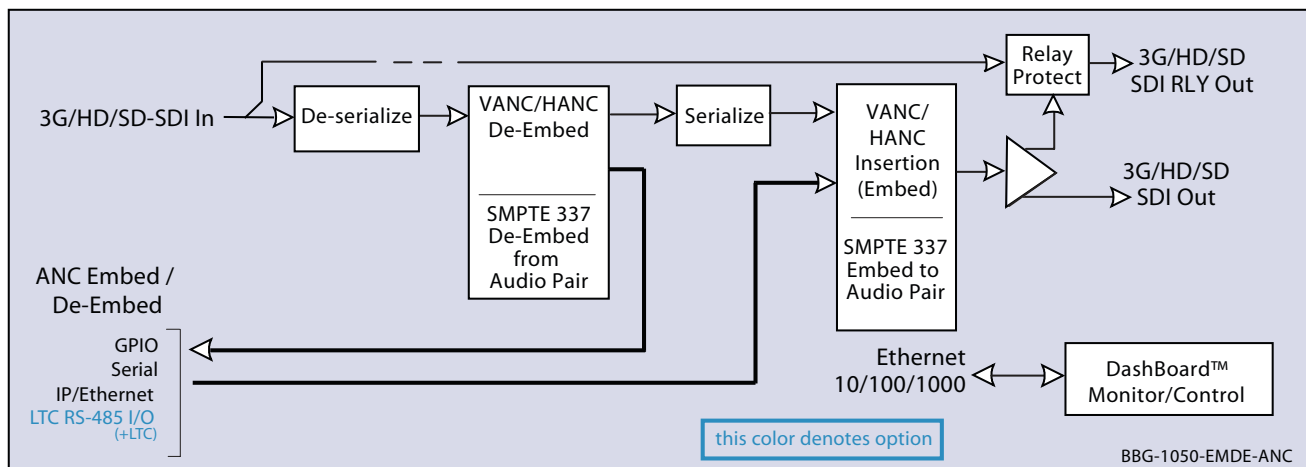 3G/HD/SD-SDI In
De-serialize
VANC/HANC
De-Embed
SMPTE 337
De-Embed
from
Audio Pair
Serialize
VANC/
HANC
Insertion
(Embed)
SMPTE 337
Embed to
Audio Pair
Relay
Protect
3G/HD/SD
SDI RLY Out
3G/HD/SD
SDI Out
ANC Embed /
De-Embed
GPIO
Serial
IP/Ethernet
LTC RS-485 I/O
(+LTC)
Ethernet
10/100/1000
DashBoard™
Monitor/Control
this color denotes option
BBG-1050-EMDE-ANC